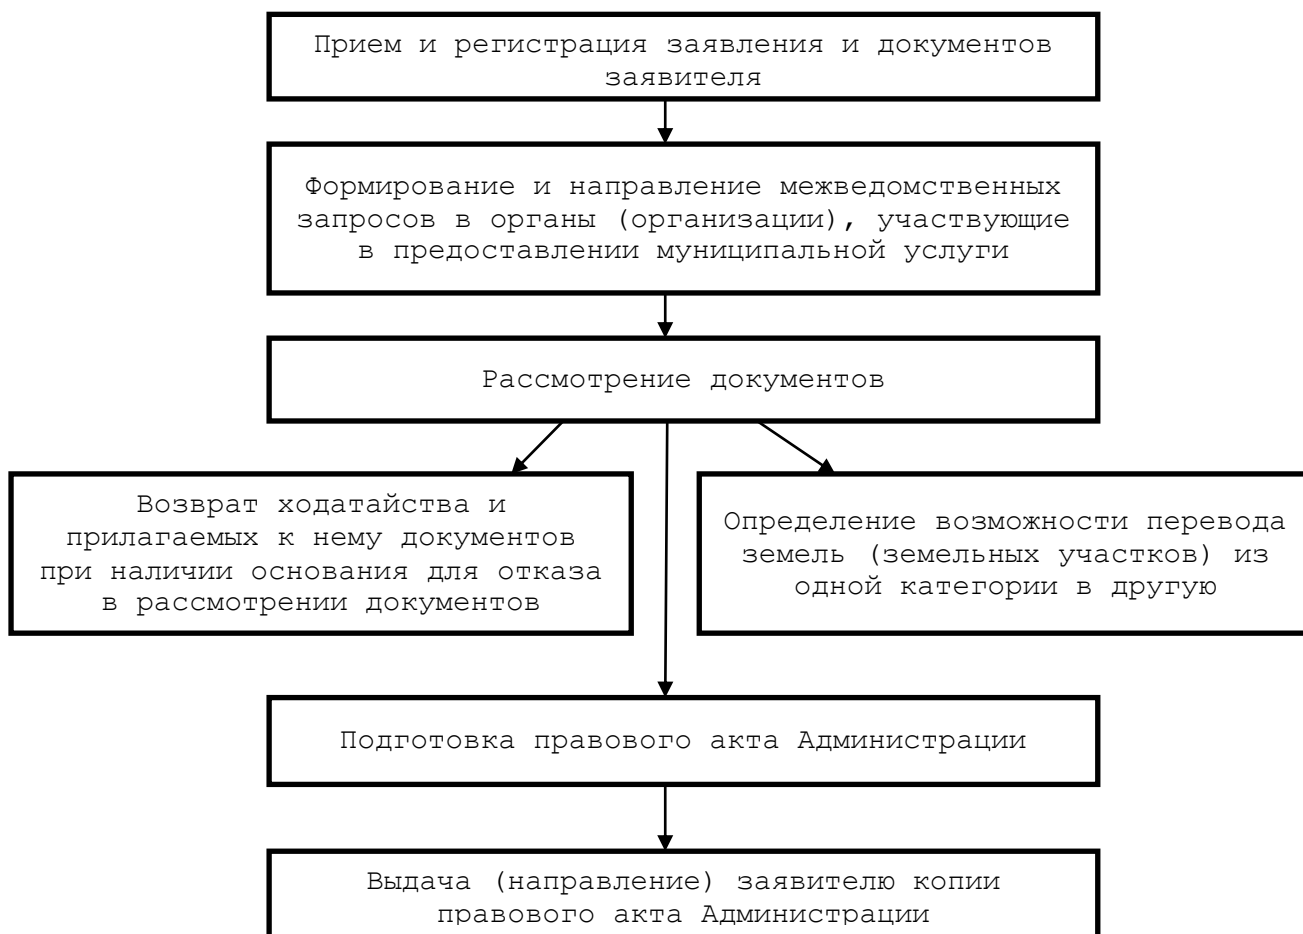 Прием и регистрация заявления и документов
заявителя
Формирование и направление межведомственных
запросов в органы (организации), участвующие
в предоставлении муниципальной услуги
Рассмотрение документов
Возврат ходатайства и
прилагаемых к нему документов
при наличии основания для отказа
в рассмотрении документов
Определение возможности перевода
земель (земельных участков) из
одной категории в другую
Подготовка правового акта Администрации
Выдача (направление) заявителю копии
правового акта Администрации